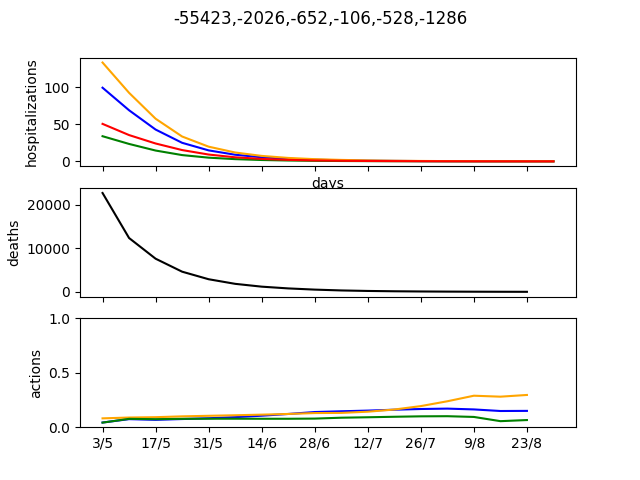 -55423,-2026,-652,-106,-528,-1286
hospitalizations
100
50
0
days
deaths
20000
10000
0
actions
1.0
0.5
0.0
3/5 17/5 31/5 14/6 28/6 12/7 26/7 9/8 23/8